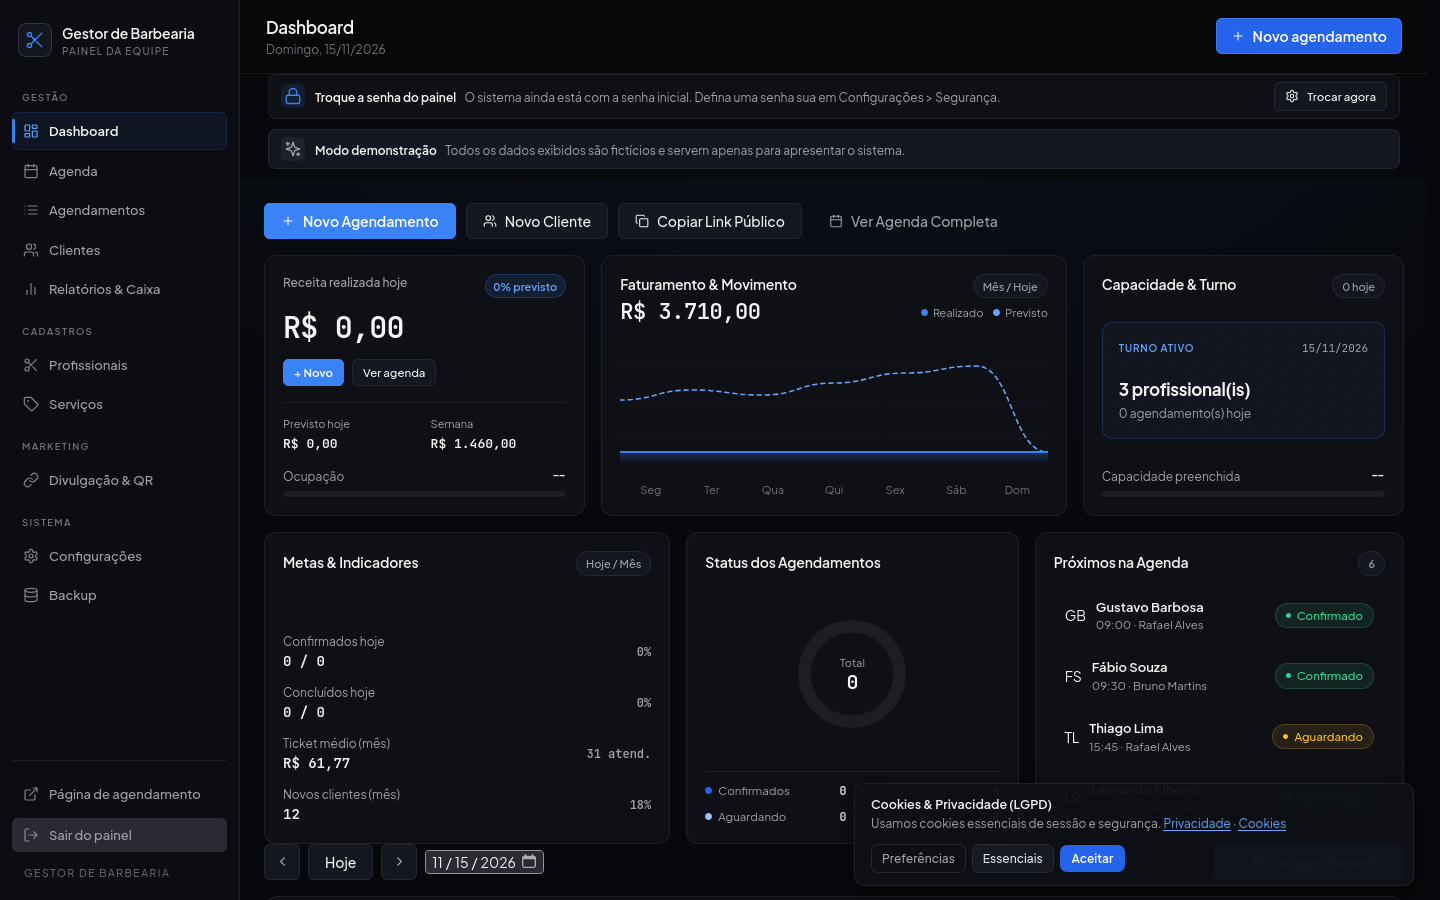 Gestor de Barbearia
PAINEL DA EQUIPE
GESTÃO
Dashboard
Agenda
Agendamentos
Clientes
Relatórios & Caixa
CADASTROS
Profissionais
Serviços
MARKETING
Divulgação & QR
SISTEMA
Configurações
Backup
Página de agendamento
Sair do painel
GESTOR DE BARBEARIA
Dashboard
Domingo, 15/11/2026
Novo agendamento
Troque a senha do painel O sistema ainda está com a senha inicial. Defina uma senha sua em Configurações > Segurança.
Trocar agora
Modo demonstração Todos os dados exibidos são fictícios e servem apenas para apresentar o sistema.
Novo Agendamento
Novo Cliente
Copiar Link Público
Ver Agenda Completa
Receita realizada hoje
0% previsto
R$ 0,00
+ Novo
Ver agenda
Previsto hoje
R$ 0,00
Semana
R$ 1.460,00
Ocupação
--
Faturamento & Movimento
Mês / Hoje
R$ 3.710,00
Realizado
Previsto
Seg Ter Qua Qui Sex Sáb Dom
Capacidade & Turno
0 hoje
TURNO ATIVO
15/11/2026
3 profissional(is)
0 agendamento(s) hoje
Capacidade preenchida
--
Metas & Indicadores
Hoje / Mês
Confirmados hoje
0 / 0
0%
Concluídos hoje
0 / 0
0%
Ticket médio (mês)
R$ 61,77
31 atend.
Novos clientes (mês)
12
18%
Status dos Agendamentos
Total
0
Confirmados
0
Aguardando
0
Próximos na Agenda
6
GB
Gustavo Barbosa
09:00 · Rafael Alves
Confirmado
FS
Fábio Souza
09:30 · Bruno Martins
Confirmado
TL
Thiago Lima
15:45 · Rafael Alves
Aguardando
LR
Leonardo Ribeiro
Hoje
11 / 15 / 2026
Novo agendamento
Cookies & Privacidade (LGPD)
Usamos cookies essenciais de sessão e segurança. Privacidade · Cookies
Preferências
Essenciais
Aceitar